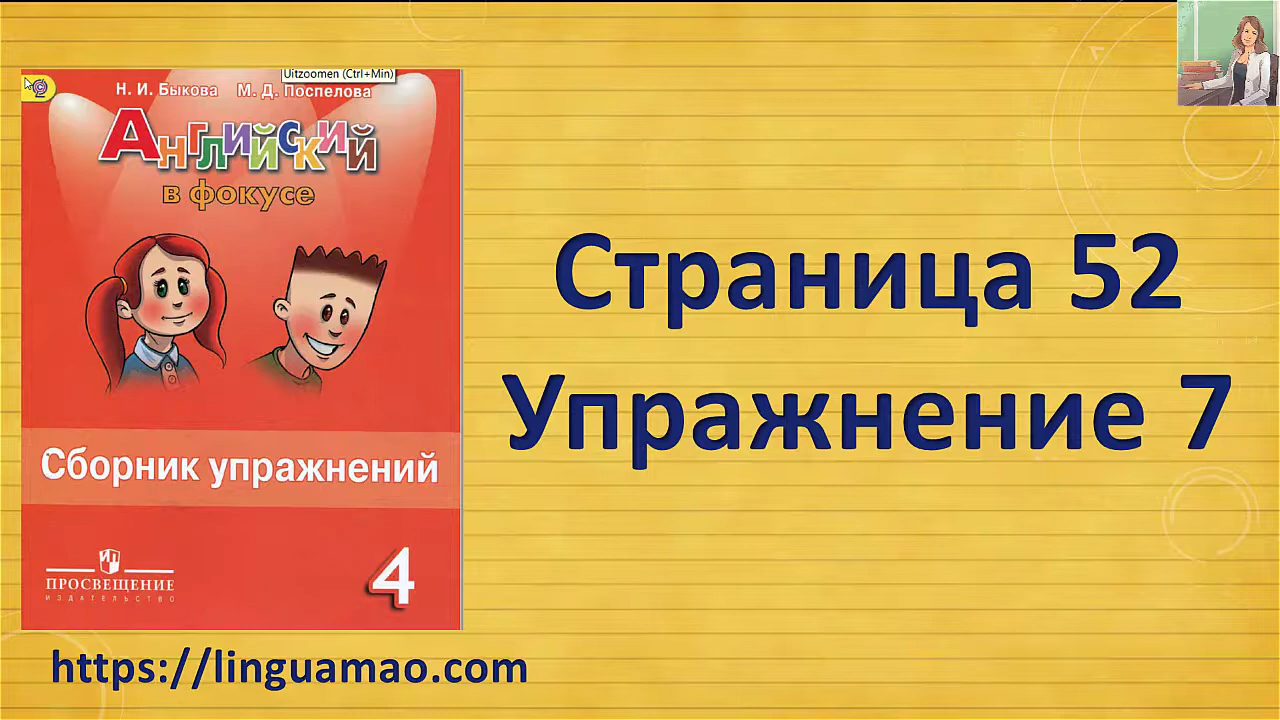 Uitzoomen (Ctrl+Min)
Н. И. Быкова М. Д. Поспелова
Английский
в фокусе
Сборник упражнений
ПРОСВЕЩЕНИЕ
ИЗДАТЕЛЬСТВО
4
Страница 52
Упражнение 7
https://linguamao.com